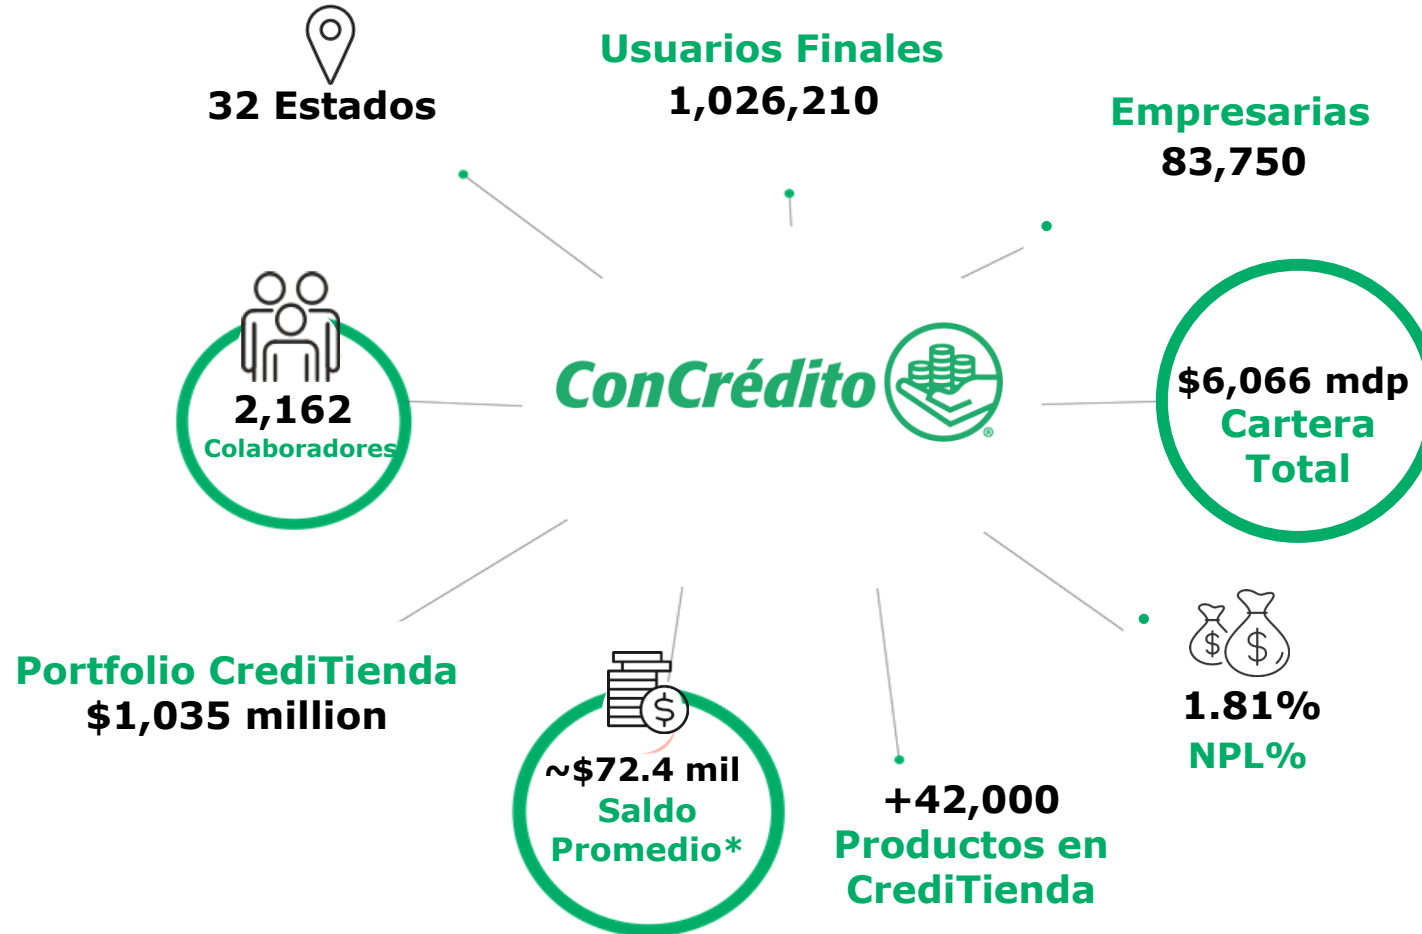 32 Estados
Usuarios Finales
1,026,210
Empresarias
83,750
2,162
Colaboradores
ConCrédito
®
$6,066 mdp
Cartera
Total
Portfolio CrediTienda
$1,035 million
~$72.4 mil
Saldo
Promedio*
+42,000
Productos en
CrediTienda
$ $
1.81%
NPL%
$